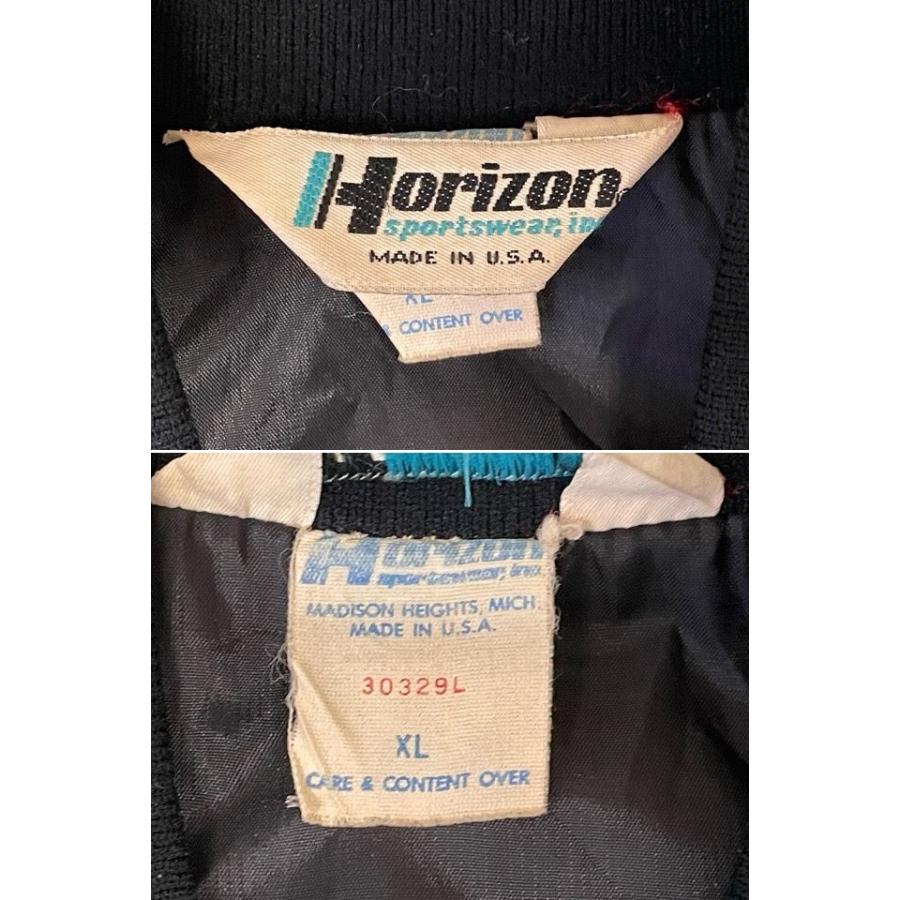 Horizon
sportswear, inc
MADE IN U.S.A.
XL
& CONTENT OVER
Horizon
sportswear, inc.
MADISON HEIGHTS, MICH.
MADE IN U.S.A.
30329L
XL
CARE & CONTENT OVER